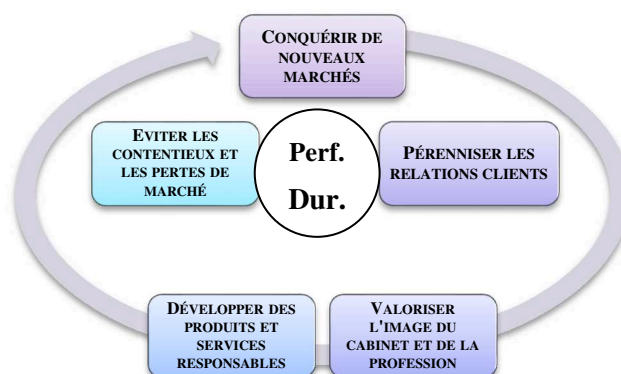 CONQUÉRIR DE
NOUVEAUX
MARCHÉS
EVITER LES
CONTENTIEUX ET
LES PERTES DE
MARCHÉ
Perf.
Dur.
PÉRENNISER LES
RELATIONS CLIENTS
DÉVELOPPER DES
PRODUITS ET
SERVICES
RESPONSABLES
VALORISER
L'IMAGE DU
CABINET ET DE LA
PROFESSION